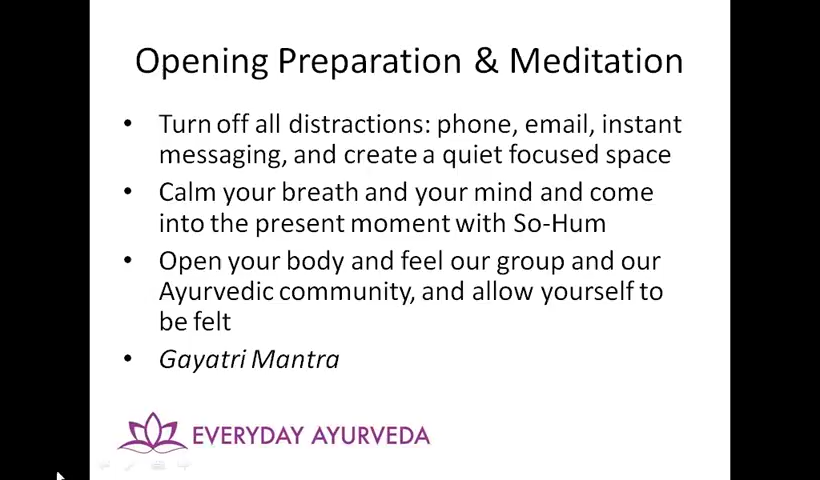 Opening Preparation & Meditation
• Turn off all distractions: phone, email, instant
messaging, and create a quiet focused space
• Calm your breath and your mind and come
into the present moment with So-Hum
• Open your body and feel our group and our
Ayurvedic community, and allow yourself to
be felt
• Gayatri Mantra
EVERYDAY AYURVEDA